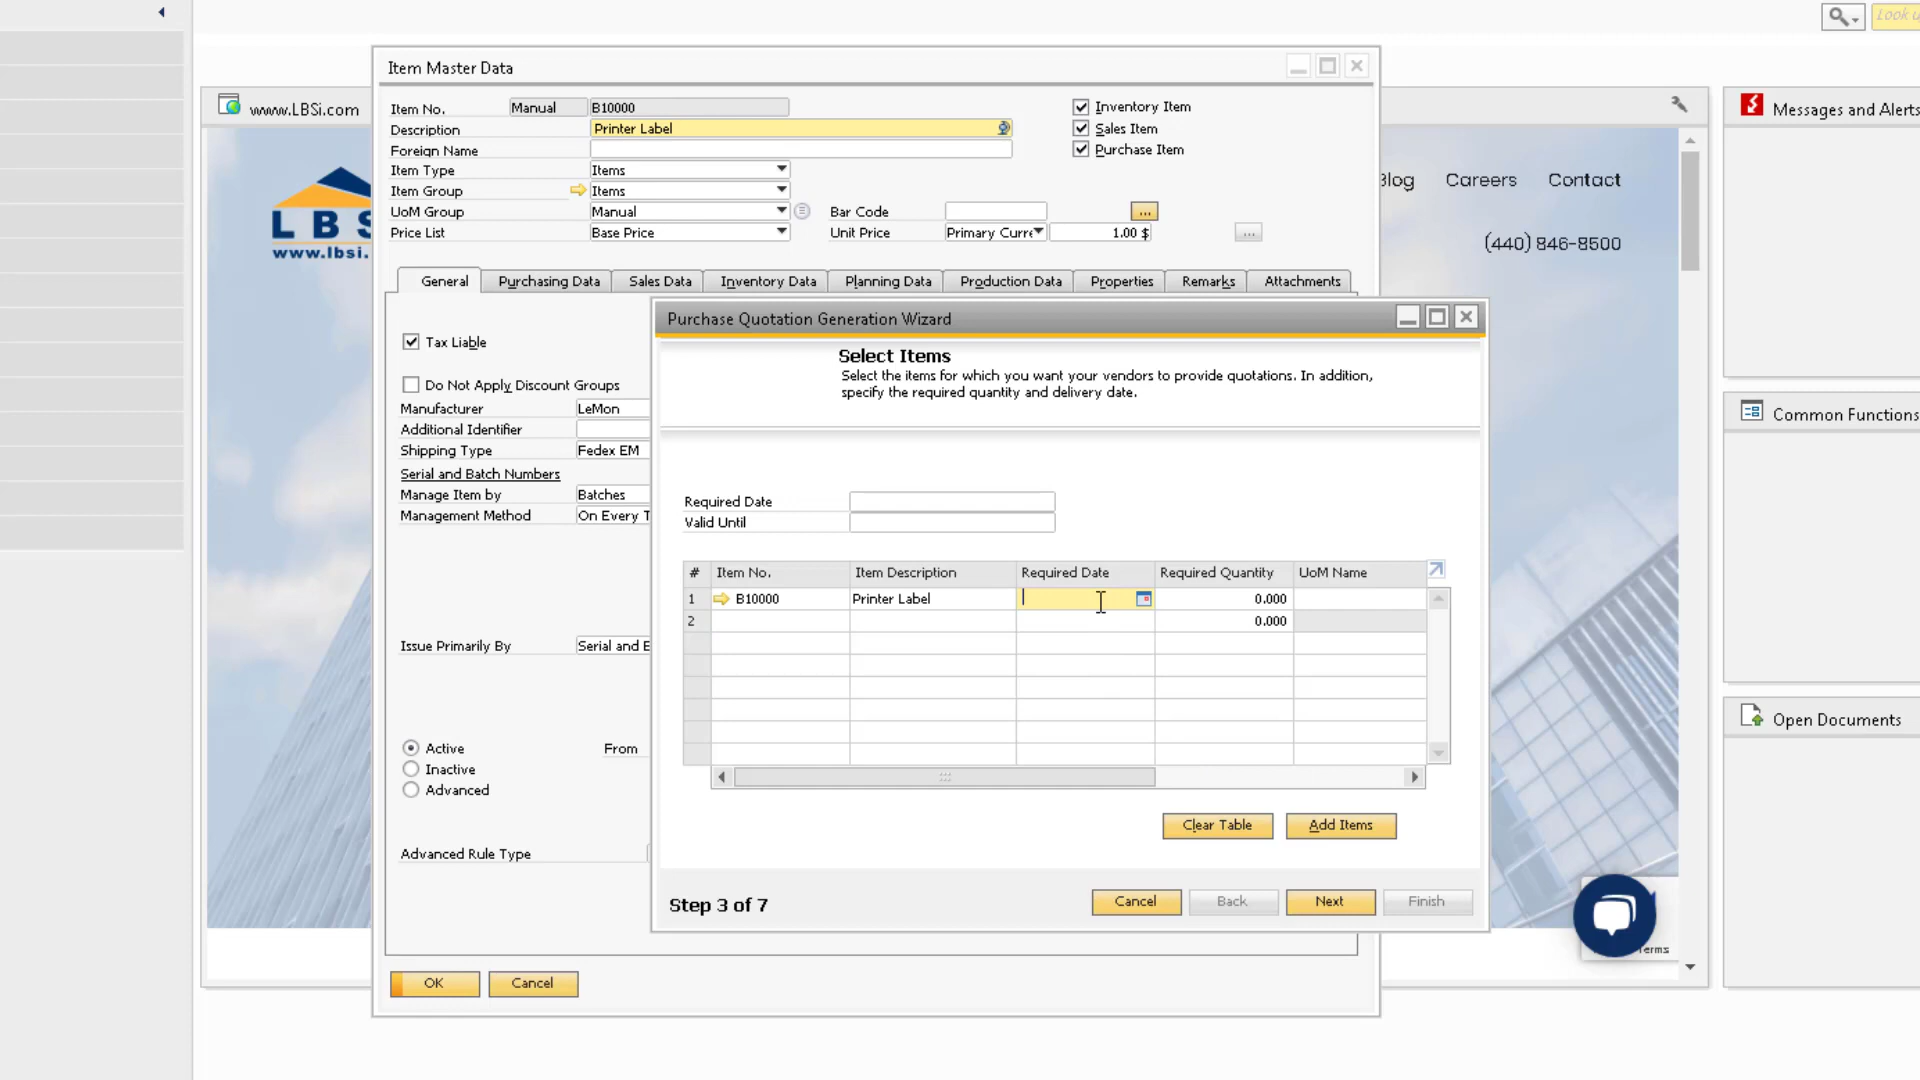 Look u
Item Master Data
www.LBSi.com
Messages and Alerts
Item No.
Manual
B10000
Description
Printer Label
Foreign Name
Item Type
Items
Item Group
Items
UoM Group
Manual
Price List
Base Price
Inventory Item
Sales Item
Purchase Item
Bar Code
...
Unit Price
Primary Curre
1.00 $
...
LBS
www.lbsi.
Blog
Careers
Contact
(440) 846-8500
General
Purchasing Data
Sales Data
Inventory Data
Planning Data
Production Data
Properties
Remarks
Attachments
Tax Liable
Do Not Apply Discount Groups
Manufacturer
LeMon
Additional Identifier
Shipping Type
Fedex EM
Serial and Batch Numbers
Manage Item by
Batches
Management Method
On Every T
Issue Primarily By
Serial and B
Active
From
Inactive
Advanced
Advanced Rule Type
OK
Cancel
Purchase Quotation Generation Wizard
Select Items
Select the items for which you want your vendors to provide quotations. In addition,
specify the required quantity and delivery date.
Required Date
Valid Until
# Item No. Item Description Required Date Required Quantity UoM Name
1 B10000 Printer Label 0.000
2 0.000
Clear Table
Add Items
Step 3 of 7
Cancel
Back
Next
Finish
Common Functions
Open Documents
Terms